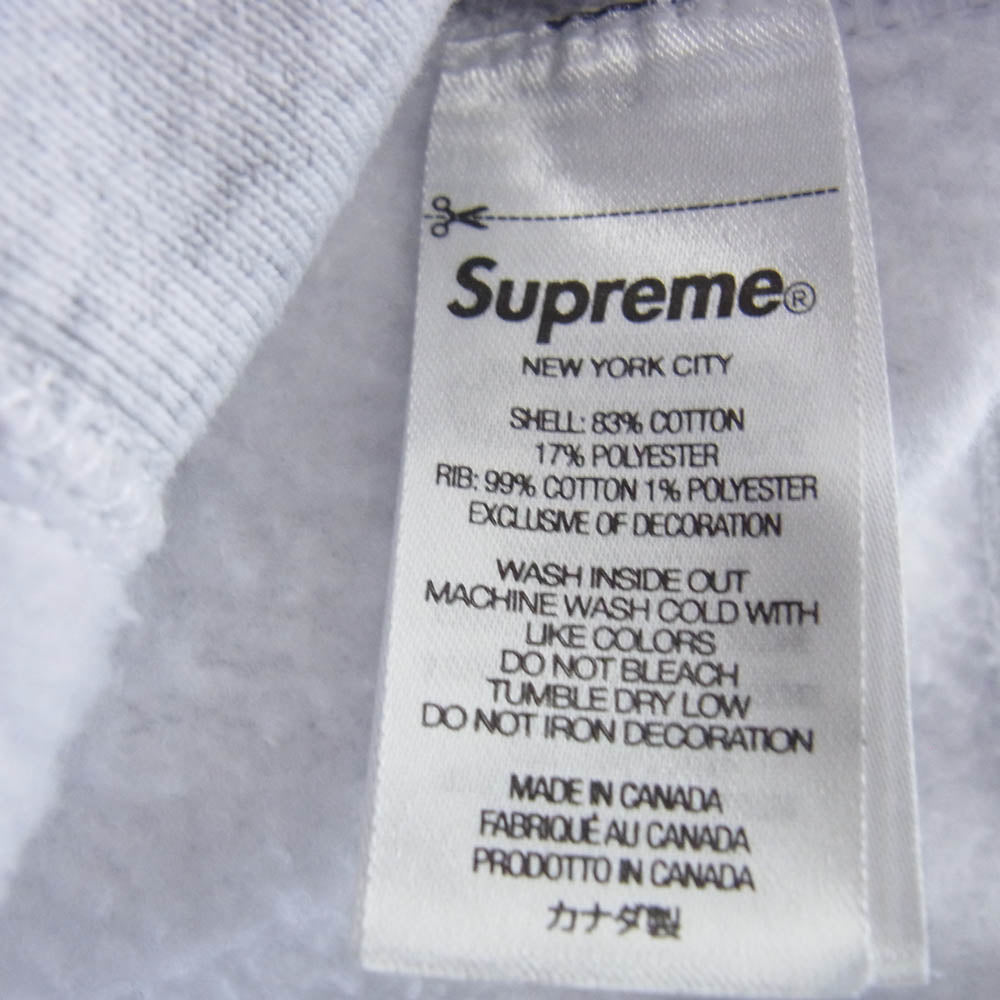 Supreme®
NEW YORK CITY
SHELL: 83% COTTON
17% POLYESTER
RIB: 99% COTTON 1% POLYESTER
EXCLUSIVE OF DECORATION
WASH INSIDE OUT
MACHINE WASH COLD WITH
LIKE COLORS
DO NOT BLEACH
TUMBLE DRY LOW
DO NOT IRON DECORATION
MADE IN CANADA
FABRIQUÉ AU CANADA
PRODOTTO IN CANADA
カナダ製